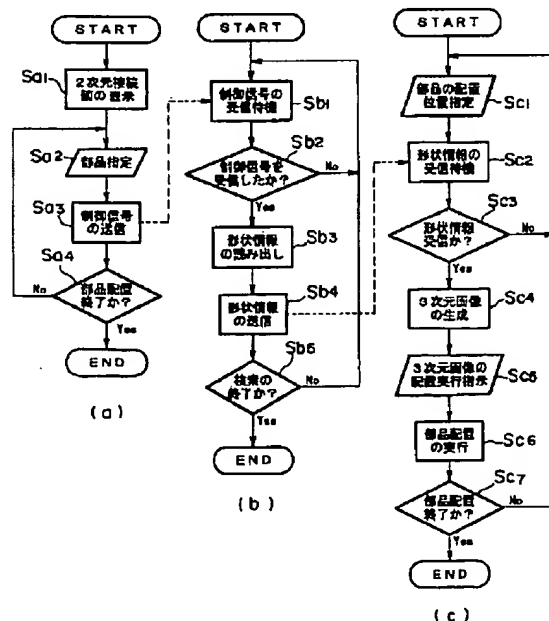 START
Sa1
2次元接続
図の表示
Sa2
部品指定
Sa3
制御信号
の送信
Sa4
部品配置
終了か?
No
Yes
END
(a)
START
制御信号の
受信待機
Sb1
Sb2
制御信号を
受信したか?
No
Yes
形状情報
の読み出し
Sb3
形状情報
の送信
Sb4
Sb5
検索の
終了か?
No
Yes
END
(b)
START
部品の配置
位置指定
Sc1
形状情報の
受信待機
Sc2
Sc3
形状情報
受信か?
No
Yes
3次元画像
の生成
Sc4
3次元画像の
配置実行指示
Sc5
部品配置
の実行
Sc6
Sc7
部品配置
終了か?
No
Yes
END
(c)